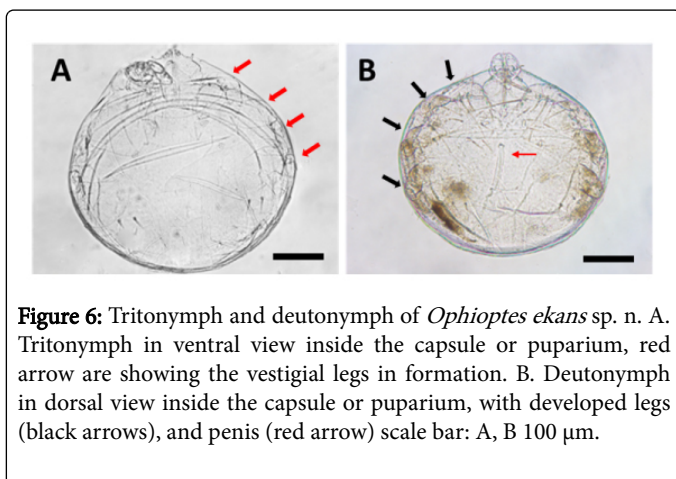 A
B
Figure 6: Tritonymph and deutonymph of Ophioptes ekans sp. n. A.
Tritonymph in ventral view inside the capsule or puparium, red
arrow are showing the vestigial legs in formation. B. Deutonymph
in dorsal view inside the capsule or puparium, with developed legs
(black arrows), and penis (red arrow) scale bar: A, B 100 μm.